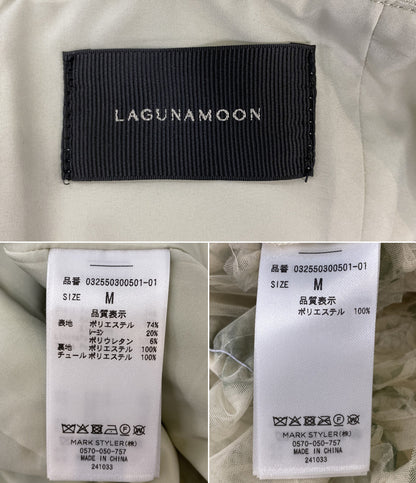 LAGUNAMOON
品番 032550300501-01
SIZE M
品質表示
表地 ポリエステル 74%
レーヨン 20%
ポリウレタン 6%
裏地 ポリエステル 100%
チュール ポリエステル 100%
MARK STYLER(株)
0570-050-757
MADE IN CHINA
241033
品番 032550300501-01
SIZE M
品質表示
ポリエステル 100%
MARK STYLER(株)
0570-050-757
MADE IN CHINA
241033